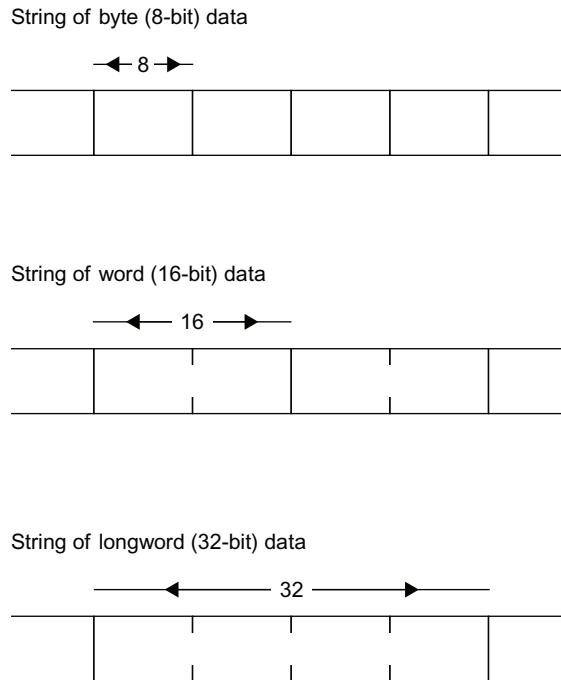 String of byte (8-bit) data
8
String of word (16-bit) data
16
String of longword (32-bit) data
32